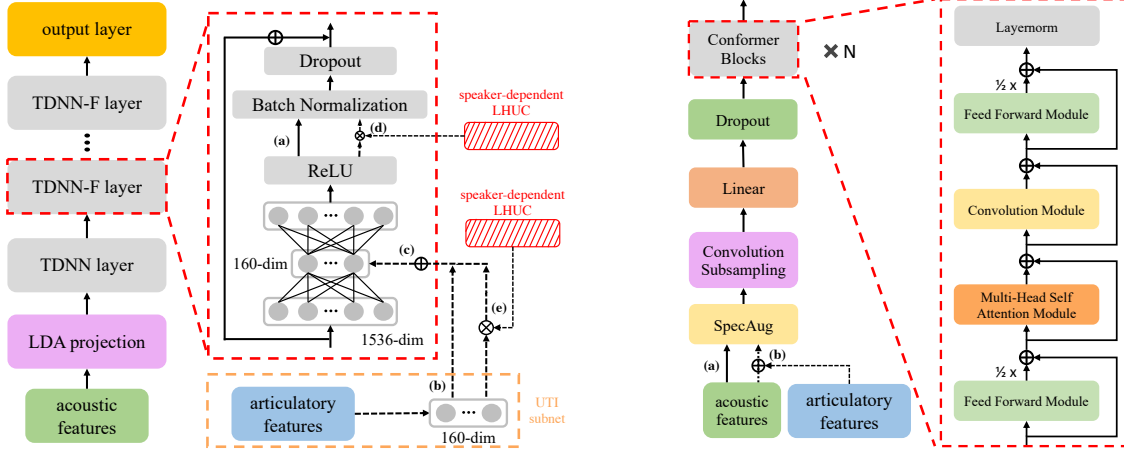 output layer
TDNN-F layer
TDNN-F layer
TDNN layer
LDA projection
acoustic
features
Dropout
Batch Normalization
(a)
(d)
ReLU
speaker-dependent
LHUC
speaker-dependent
LHUC
...
160-dim
...
(c)
...
(e)
1536-dim
(b)
articulatory
features
...
160-dim
UTI
subnet
Conformer
Blocks
× N
Dropout
Linear
Convolution
Subsampling
SpecAug
(a)
(b)
acoustic
features
articulatory
features
Layernorm
½ x
Feed Forward Module
Convolution Module
Multi-Head Self
Attention Module
½ x
Feed Forward Module